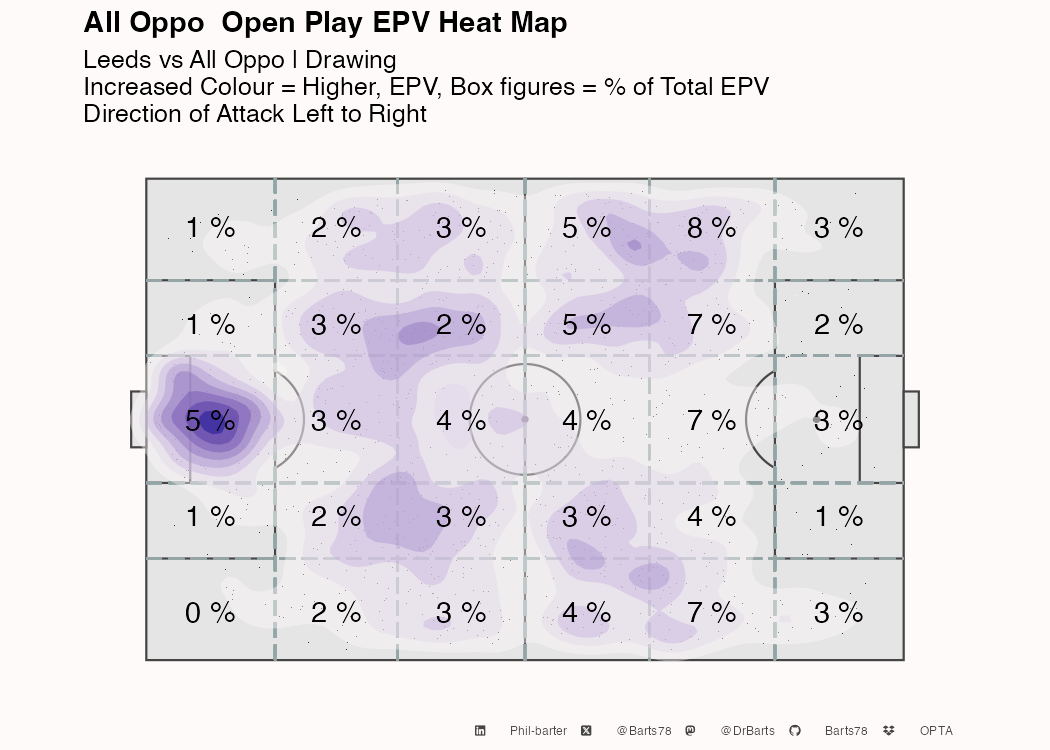 All Oppo  Open Play EPV Heat Map
Leeds vs All Oppo | Drawing
Increased Colour = Higher, EPV, Box figures = % of Total EPV
Direction of Attack Left to Right
1 % 2 % 3 % 5 % 8 % 3 %
1 % 3 % 2 % 5 % 7 % 2 %
5 % 3 % 4 % 4 % 7 % 3 %
1 % 2 % 3 % 3 % 4 % 1 %
0 % 2 % 3 % 4 % 7 % 3 %
Phil-barter @Barts78 @DrBarts Barts78 OPTA